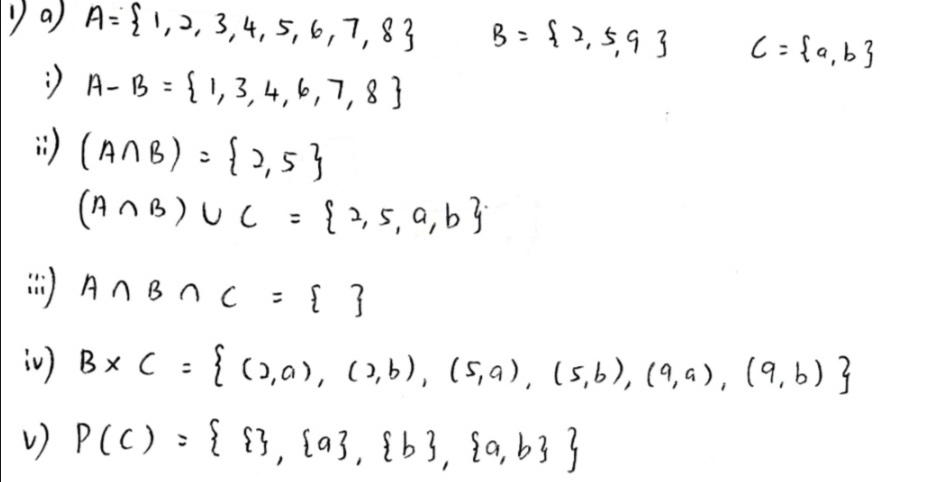 1) a) A = { 1, 2, 3, 4, 5, 6, 7, 8 } B = { 2, 5, 9 } C = { a, b }
i) A - B = { 1, 3, 4, 6, 7, 8 }
ii) (A ∩ B) = { 2, 5 }
(A ∩ B) ∪ C = { 2, 5, a, b }
iii) A ∩ B ∩ C = { }
iv) B × C = { (2,a), (2,b), (5,a), (5,b), (9,a), (9,b) }
v) P(C) = { {}, {a}, {b}, {a, b} }